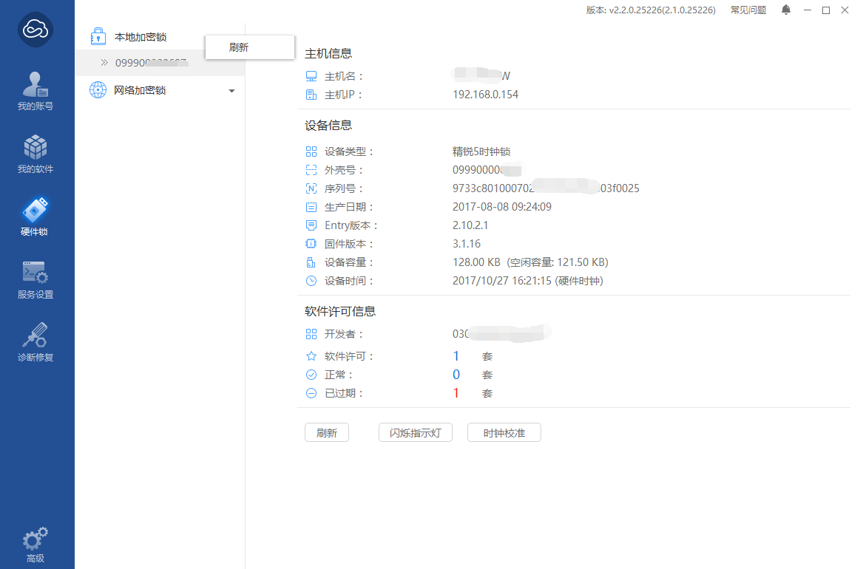 版本: v2.2.0.25226(2.1.0.25226) 常见问题
我的账号
我的软件
硬件锁
服务设置
诊断修复
高级
本地加密锁
刷新
网络加密锁
主机信息
主机名：
主机IP： 192.168.0.154
设备信息
设备类型： 精锐5时钟锁
外壳号： 099900008
序列号： 9733c801000702 03f0025
生产日期： 2017-08-08 09:24:09
Entry版本： 2.10.2.1
固件版本： 3.1.16
设备容量： 128.00 KB (空闲容量: 121.50 KB)
设备时间： 2017/10/27 16:21:15 (硬件时钟)
软件许可信息
开发者： 030
软件许可： 1 套
正常： 0 套
已过期： 1 套
刷新 闪烁指示灯 时钟校准